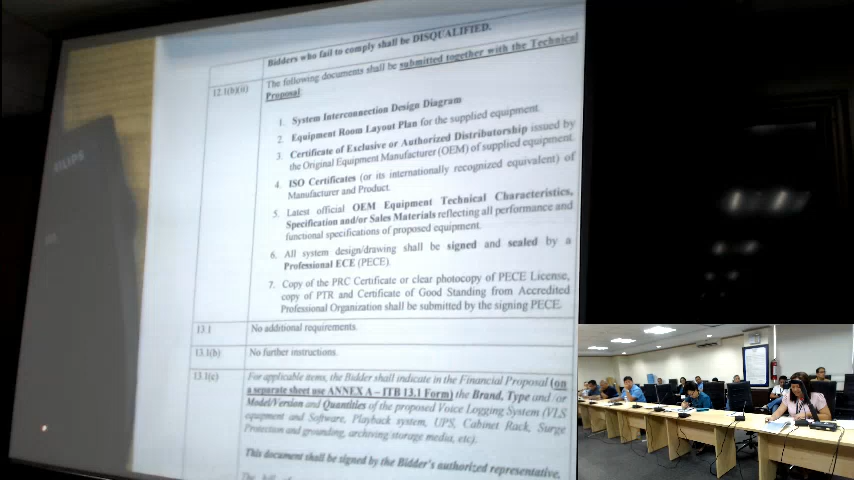 Bidders who fail to comply shall be DISQUALIFIED.
12.1(b)(ii)
The following documents shall be submitted together with the Technical
Proposal:
1. System Interconnection Design Diagram
2. Equipment Room Layout Plan for the supplied equipment.
3. Certificate of Exclusive or Authorized Distributorship issued by
the Original Equipment Manufacturer (OEM) of supplied equipment.
4. ISO Certificates (or its internationally recognized equivalent) of
Manufacturer and Product.
5. Latest official OEM Equipment Technical Characteristics,
Specification and/or Sales Materials reflecting all performance and
functional specifications of proposed equipment.
6. All system design/drawing shall be signed and sealed by a
Professional ECE (PECE).
7. Copy of the PRC Certificate or clear photocopy of PECE License,
copy of PTR and Certificate of Good Standing from Accredited
Professional Organization shall be submitted by the signing PECE.
13.1
No additional requirements.
13.1(b)
No further instructions.
13.1(c)
For applicable items, the Bidder shall indicate in the Financial Proposal (on
a separate sheet use ANNEX A – ITB 13.1 Form) the Brand, Type and/or
Model/Version and Quantities of the proposed Voice Logging System (VLS
equipment and Software, Playback system, UPS, Cabinet Rack, Surge
Protection and grounding, archiving/storage media, etc).
This document shall be signed by the Bidder's authorized representative.
PHILIPS